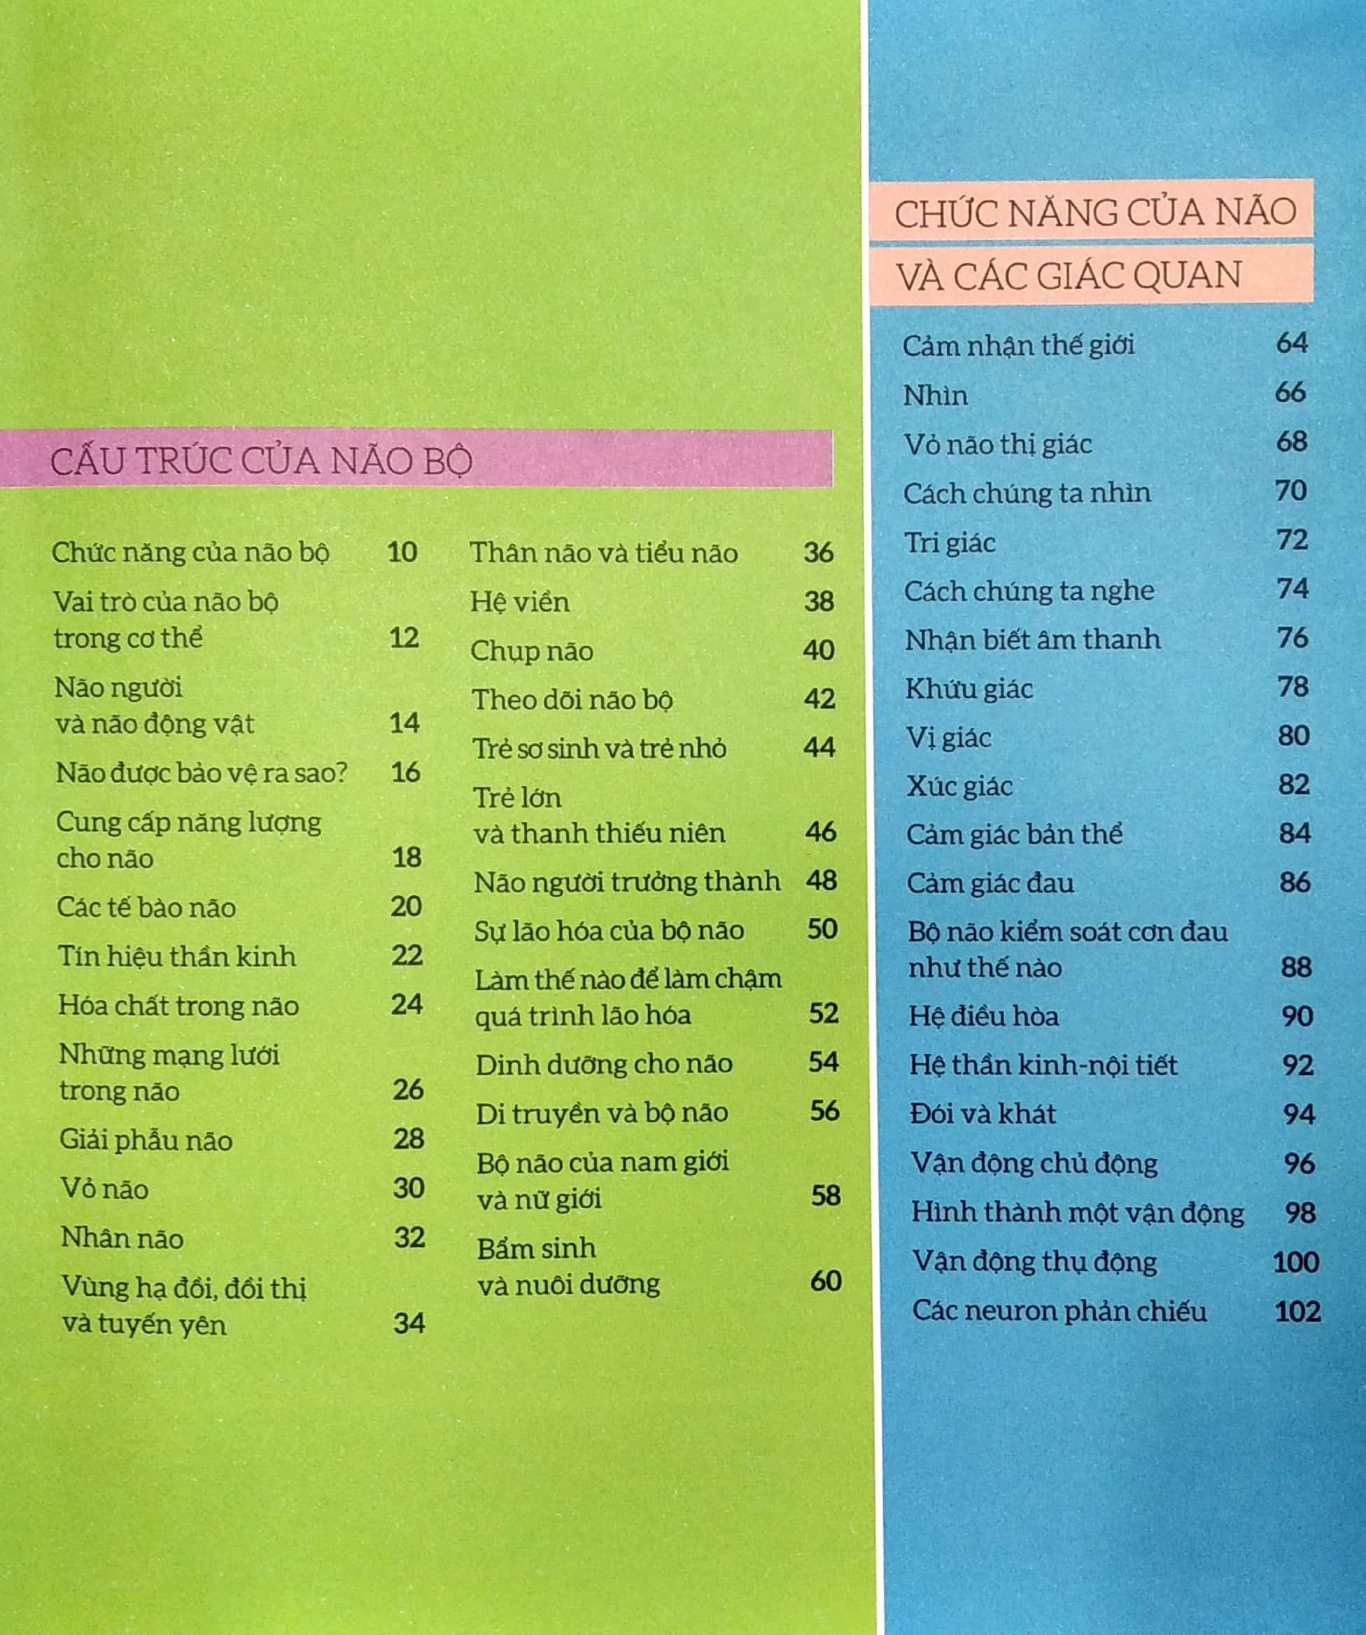 CẤU TRÚC CỦA NÃO BỘ
Chức năng của não bộ 10
Vai trò của não bộ
trong cơ thể 12
Não người
và não động vật 14
Não được bảo vệ ra sao? 16
Cung cấp năng lượng
cho não 18
Các tế bào não 20
Tín hiệu thần kinh 22
Hóa chất trong não 24
Những mạng lưới
trong não 26
Giải phẫu não 28
Vỏ não 30
Nhân não 32
Vùng hạ đồi, đồi thị
và tuyến yên 34
Thân não và tiểu não 36
Hệ viền 38
Chụp não 40
Theo dõi não bộ 42
Trẻ sơ sinh và trẻ nhỏ 44
Trẻ lớn
và thanh thiếu niên 46
Não người trưởng thành 48
Sự lão hóa của bộ não 50
Làm thế nào để làm chậm
quá trình lão hóa 52
Dinh dưỡng cho não 54
Di truyền và bộ não 56
Bộ não của nam giới
và nữ giới 58
Bẩm sinh
và nuôi dưỡng 60
CHỨC NĂNG CỦA NÃO
VÀ CÁC GIÁC QUAN
Cảm nhận thế giới 64
Nhìn 66
Vỏ não thị giác 68
Cách chúng ta nhìn 70
Tri giác 72
Cách chúng ta nghe 74
Nhận biết âm thanh 76
Khứu giác 78
Vị giác 80
Xúc giác 82
Cảm giác bản thể 84
Cảm giác đau 86
Bộ não kiểm soát cơn đau
như thế nào 88
Hệ điều hòa 90
Hệ thần kinh-nội tiết 92
Đói và khát 94
Vận động chủ động 96
Hình thành một vận động 98
Vận động thụ động 100
Các neuron phản chiếu 102